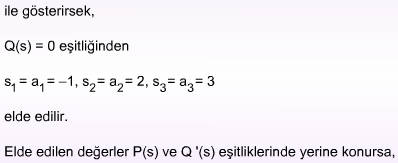 ile gösterirsek,
Q(s) = 0 eşitliğinden
s₁ = a₁ = –1, s₂ = a₂ = 2, s₃ = a₃ = 3
elde edilir.
Elde edilen değerler P(s) ve Q '(s) eşitliklerinde yerine konursa,